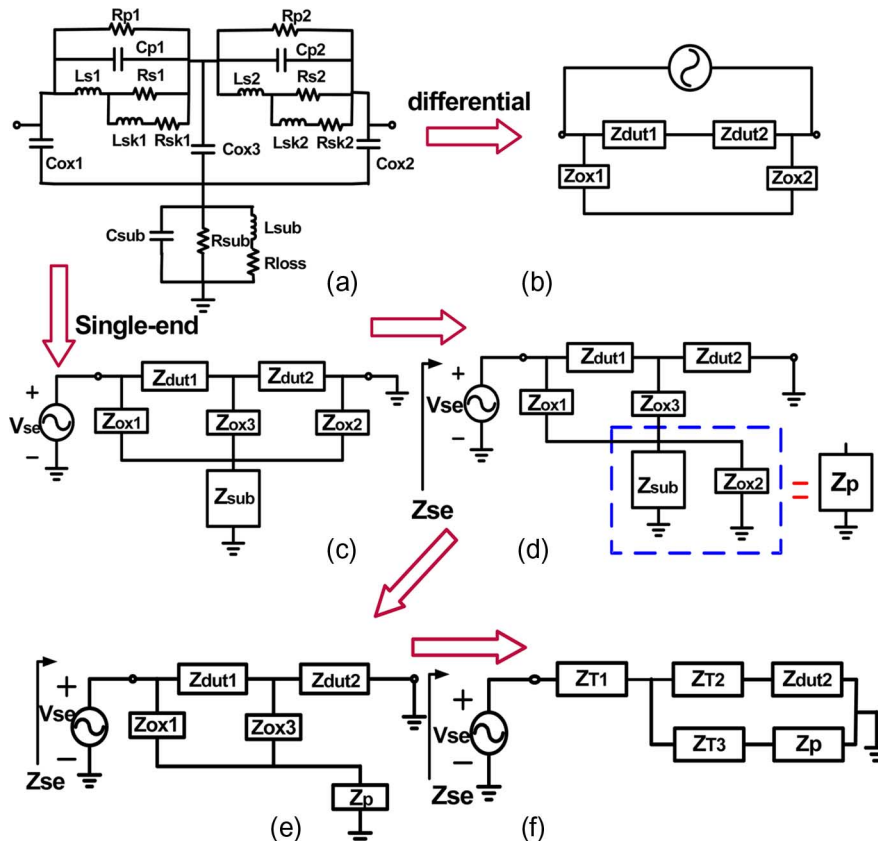 Rp1
Rp2
Cp1
Cp2
Ls1
Rs1
Ls2
Rs2
differential
Zdut1
Zdut2
Lsk1
Rsk1
Lsk2
Rsk2
Cox1
Cox3
Cox2
Zox1
Zox2
Csub
Rsub
Lsub
Rloss
(a)
(b)
Single-end
Zdut1
Zdut2
+
Vse
−
Zox1
Zox3
Zox2
Zsub
(c)
Zdut1
Zdut2
+
Vse
−
Zox1
Zox3
Zsub
Zox2
=
Zp
Zse
(d)
Zdut1
Zdut2
+
Vse
−
Zox1
Zox3
Zse
Zp
(e)
ZT1
ZT2
Zdut2
+
Vse
−
ZT3
Zp
Zse
(f)